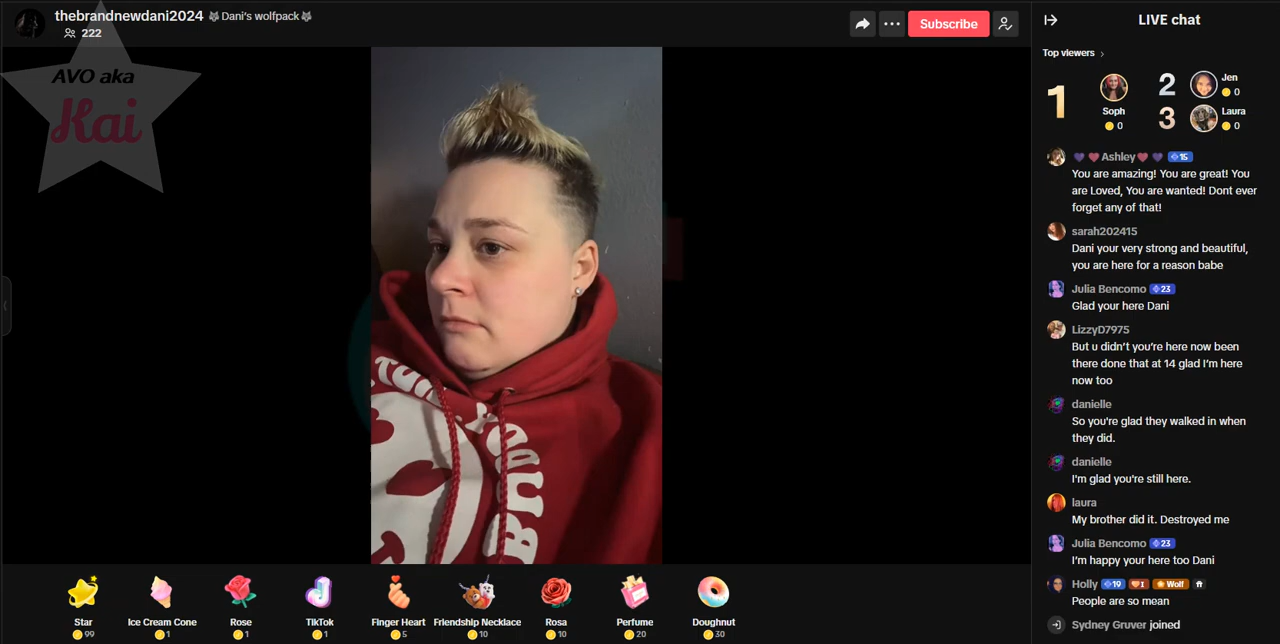 thebrandnewdani2024 🐺Dani's wolfpack🐺
222
Subscribe
AVO aka
Kai
LIVE chat
Top viewers
1
Soph
0
2
Jen
0
3
Laura
0
💜❤️Ashley❤️💜 15
You are amazing! You are great! You
are Loved, You are wanted! Dont ever
forget any of that!
sarah202415
Dani your very strong and beautiful,
you are here for a reason babe
Julia Bencomo 23
Glad your here Dani
LizzyD7975
But u didn't you're here now been
there done that at 14 glad I'm here
now too
danielle
So you're glad they walked in when
they did.
danielle
I'm glad you're still here.
laura
My brother did it. Destroyed me
Julia Bencomo 23
I'm happy your here too Dani
Holly 19 I Wolf
People are so mean
Sydney Gruver joined
Star
99
Ice Cream Cone
1
Rose
1
TikTok
1
Finger Heart
5
Friendship Necklace
10
Rosa
10
Perfume
20
Doughnut
30